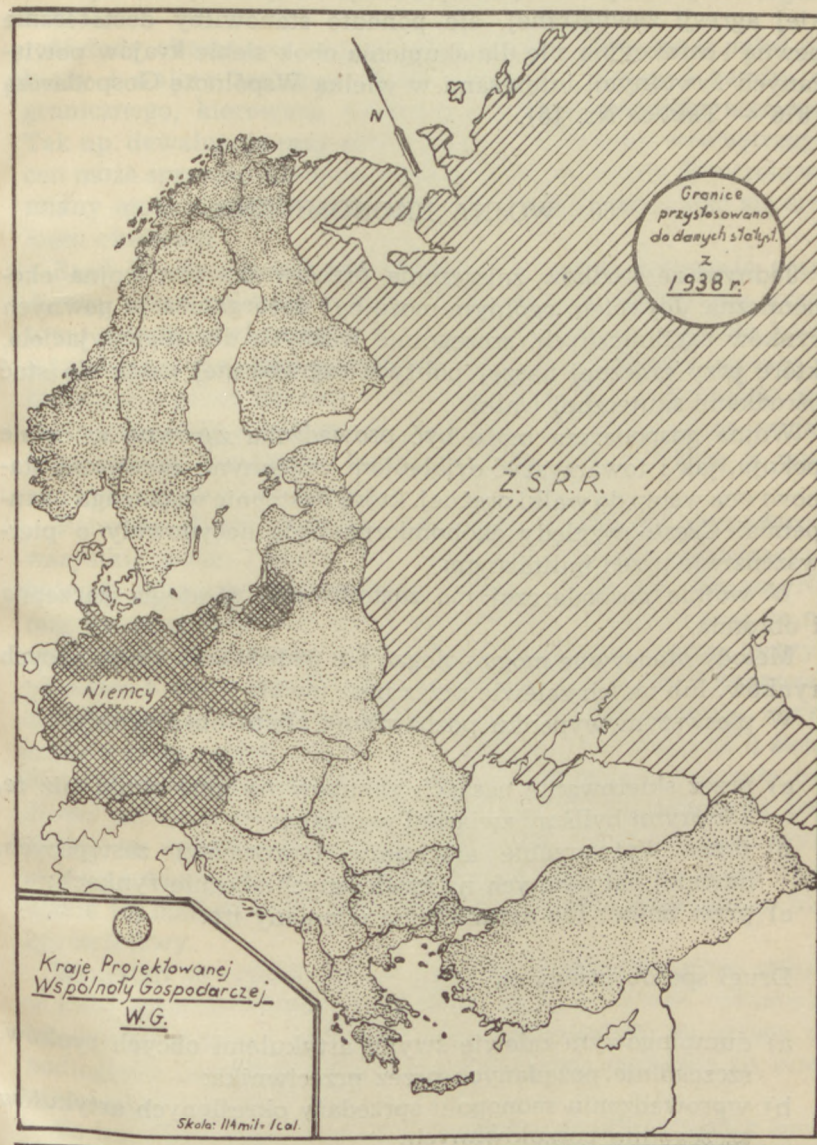 N
Granice
przystosowano
do danych statyst.
z
1938 r.
Z.S.R.R.
Niemcy
Kraje Projektowanej
Wspólnoty Gospodarczej
W.G.
Skala: 114 mil = 1 cal.